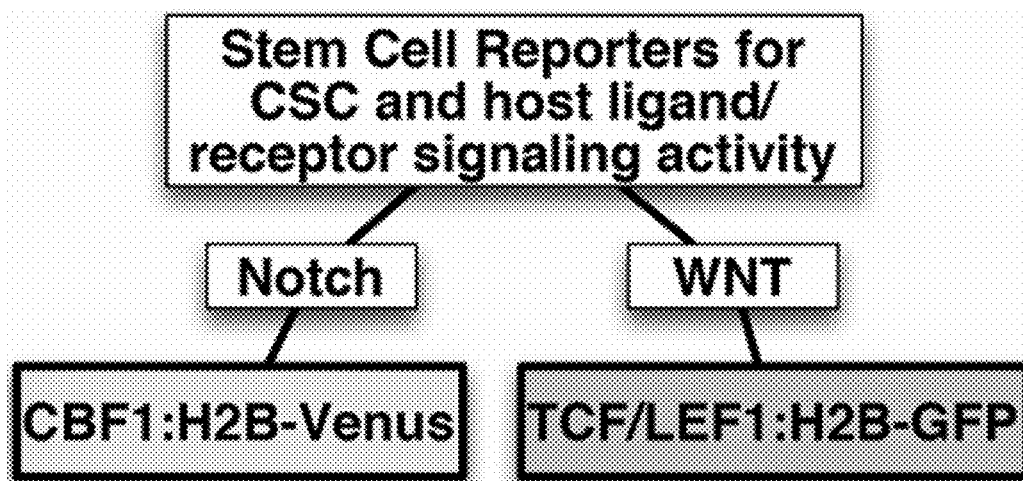 Stem Cell Reporters for
CSC and host ligand/
receptor signaling activity
Notch
WNT
CBF1:H2B-Venus
TCF/LEF1:H2B-GFP